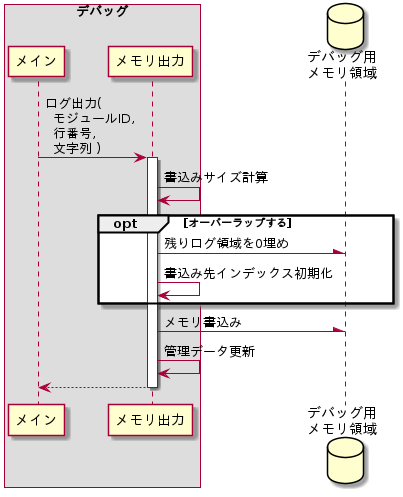 デバッグ
デバッグ用
メモリ領域
メイン
メモリ出力
ログ出力(
モジュールID,
行番号,
文字列 )
書込みサイズ計算
opt
[オーバーラップする]
残りログ領域を0埋め
書込み先インデックス初期化
メモリ書込み
管理データ更新
メイン
メモリ出力
デバッグ用
メモリ領域